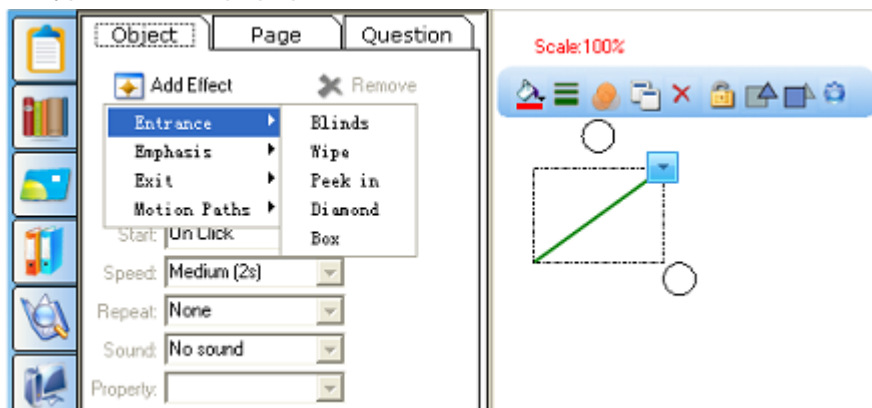 Object Page Question
Scale:100%
Add Effect Remove
Entrance Blinds
Emphasis Wipe
Exit Peek in
Motion Paths Diamond
Start: On Click Box
Speed: Medium (2s)
Repeat: None
Sound: No sound
Property: